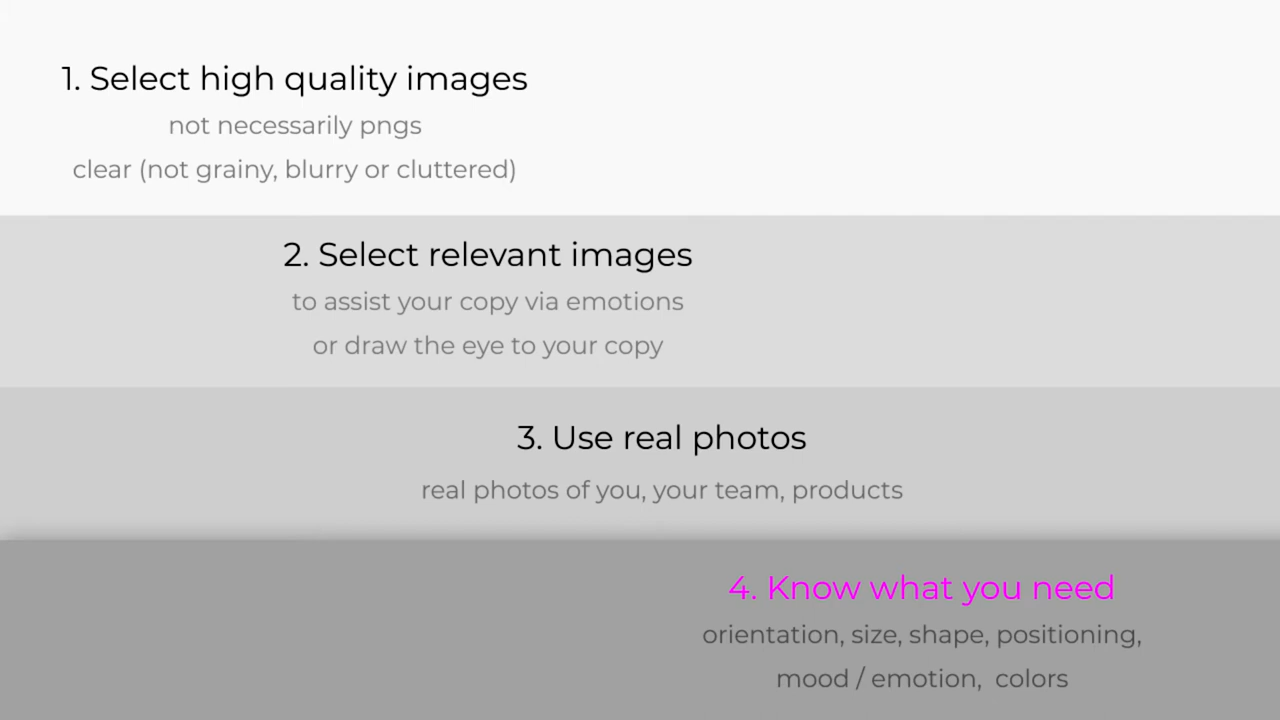 1. Select high quality images
not necessarily pngs
clear (not grainy, blurry or cluttered)
2. Select relevant images
to assist your copy via emotions
or draw the eye to your copy
3. Use real photos
real photos of you, your team, products
4. Know what you need
orientation, size, shape, positioning,
mood / emotion,  colors